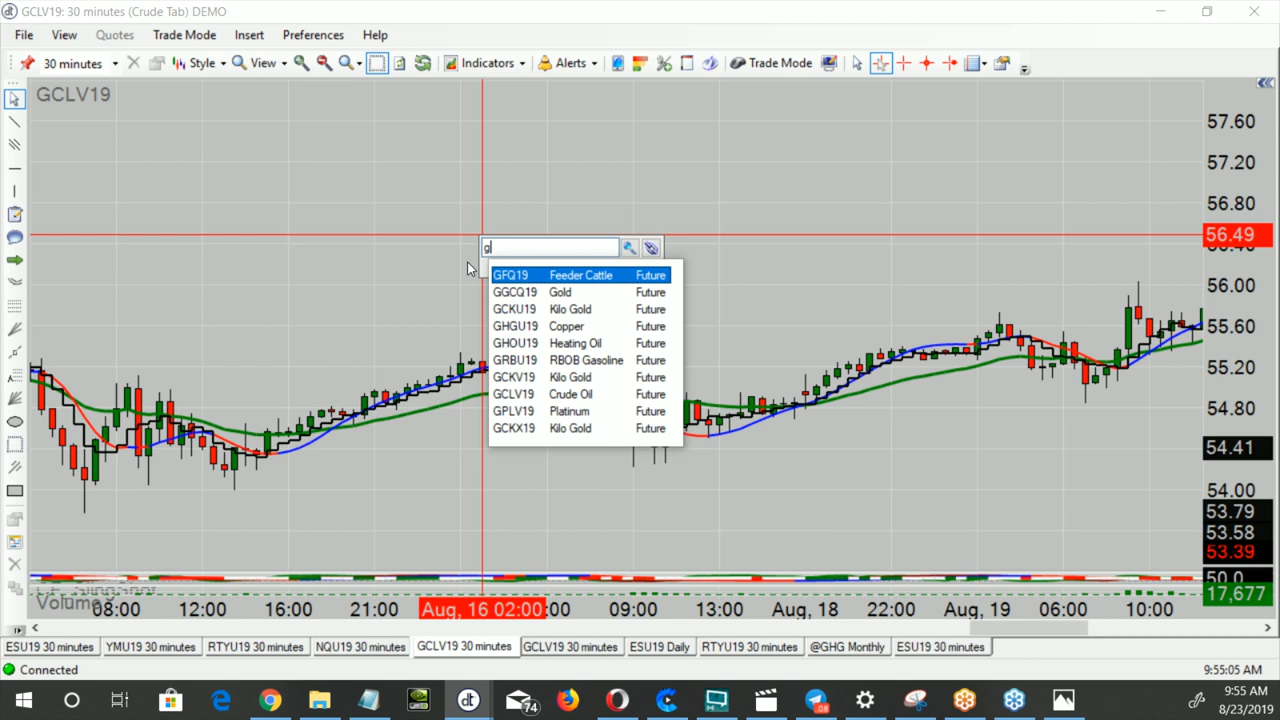 GCLV19: 30 minutes (Crude Tab) DEMO
File View Quotes Trade Mode Insert Preferences Help
30 minutes Style View Indicators Alerts Trade Mode
GCLV19
57.60
57.20
56.80
56.49
56.00
55.60
55.20
54.80
54.41
54.00
53.79
53.58
53.39
50.0
17,677
g
GFQ19 Feeder Cattle Future
GGCQ19 Gold Future
GCKU19 Kilo Gold Future
GHGU19 Copper Future
GHOU19 Heating Oil Future
GRBU19 RBOB Gasoline Future
GCKV19 Kilo Gold Future
GCLV19 Crude Oil Future
GPLV19 Platinum Future
GCKX19 Kilo Gold Future
Volume
08:00 12:00 16:00 21:00 Aug, 16 02:00 :00 09:00 13:00 Aug, 18 22:00 Aug, 19 06:00 10:00
ESU19 30 minutes YMU19 30 minutes RTYU19 30 minutes NQU19 30 minutes GCLV19 30 minutes GCLV19 30 minutes ESU19 Daily RTYU19 30 minutes @GHG Monthly ESU19 30 minutes
Connected 9:55:05 AM
74
08
9:55 AM
8/23/2019